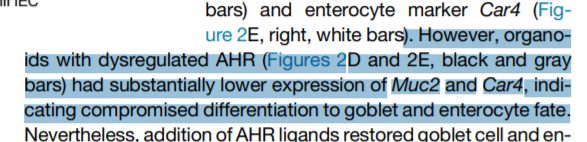 bars) and enterocyte marker Car4 (Fig-
ure 2E, right, white bars). However, organo-
ids with dysregulated AHR (Figures 2D and 2E, black and gray
bars) had substantially lower expression of Muc2 and Car4, indi-
cating compromised differentiation to goblet and enterocyte fate.
Nevertheless, addition of AHR ligands restored goblet cell and en-